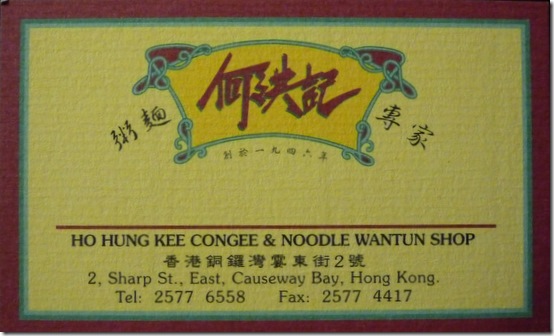 何洪記
粥麵 專家
創於一九四六年
HO HUNG KEE CONGEE & NOODLE WANTUN SHOP
香港銅鑼灣霎東街2號
2, Sharp St., East, Causeway Bay, Hong Kong.
Tel: 2577 6558 Fax: 2577 4417